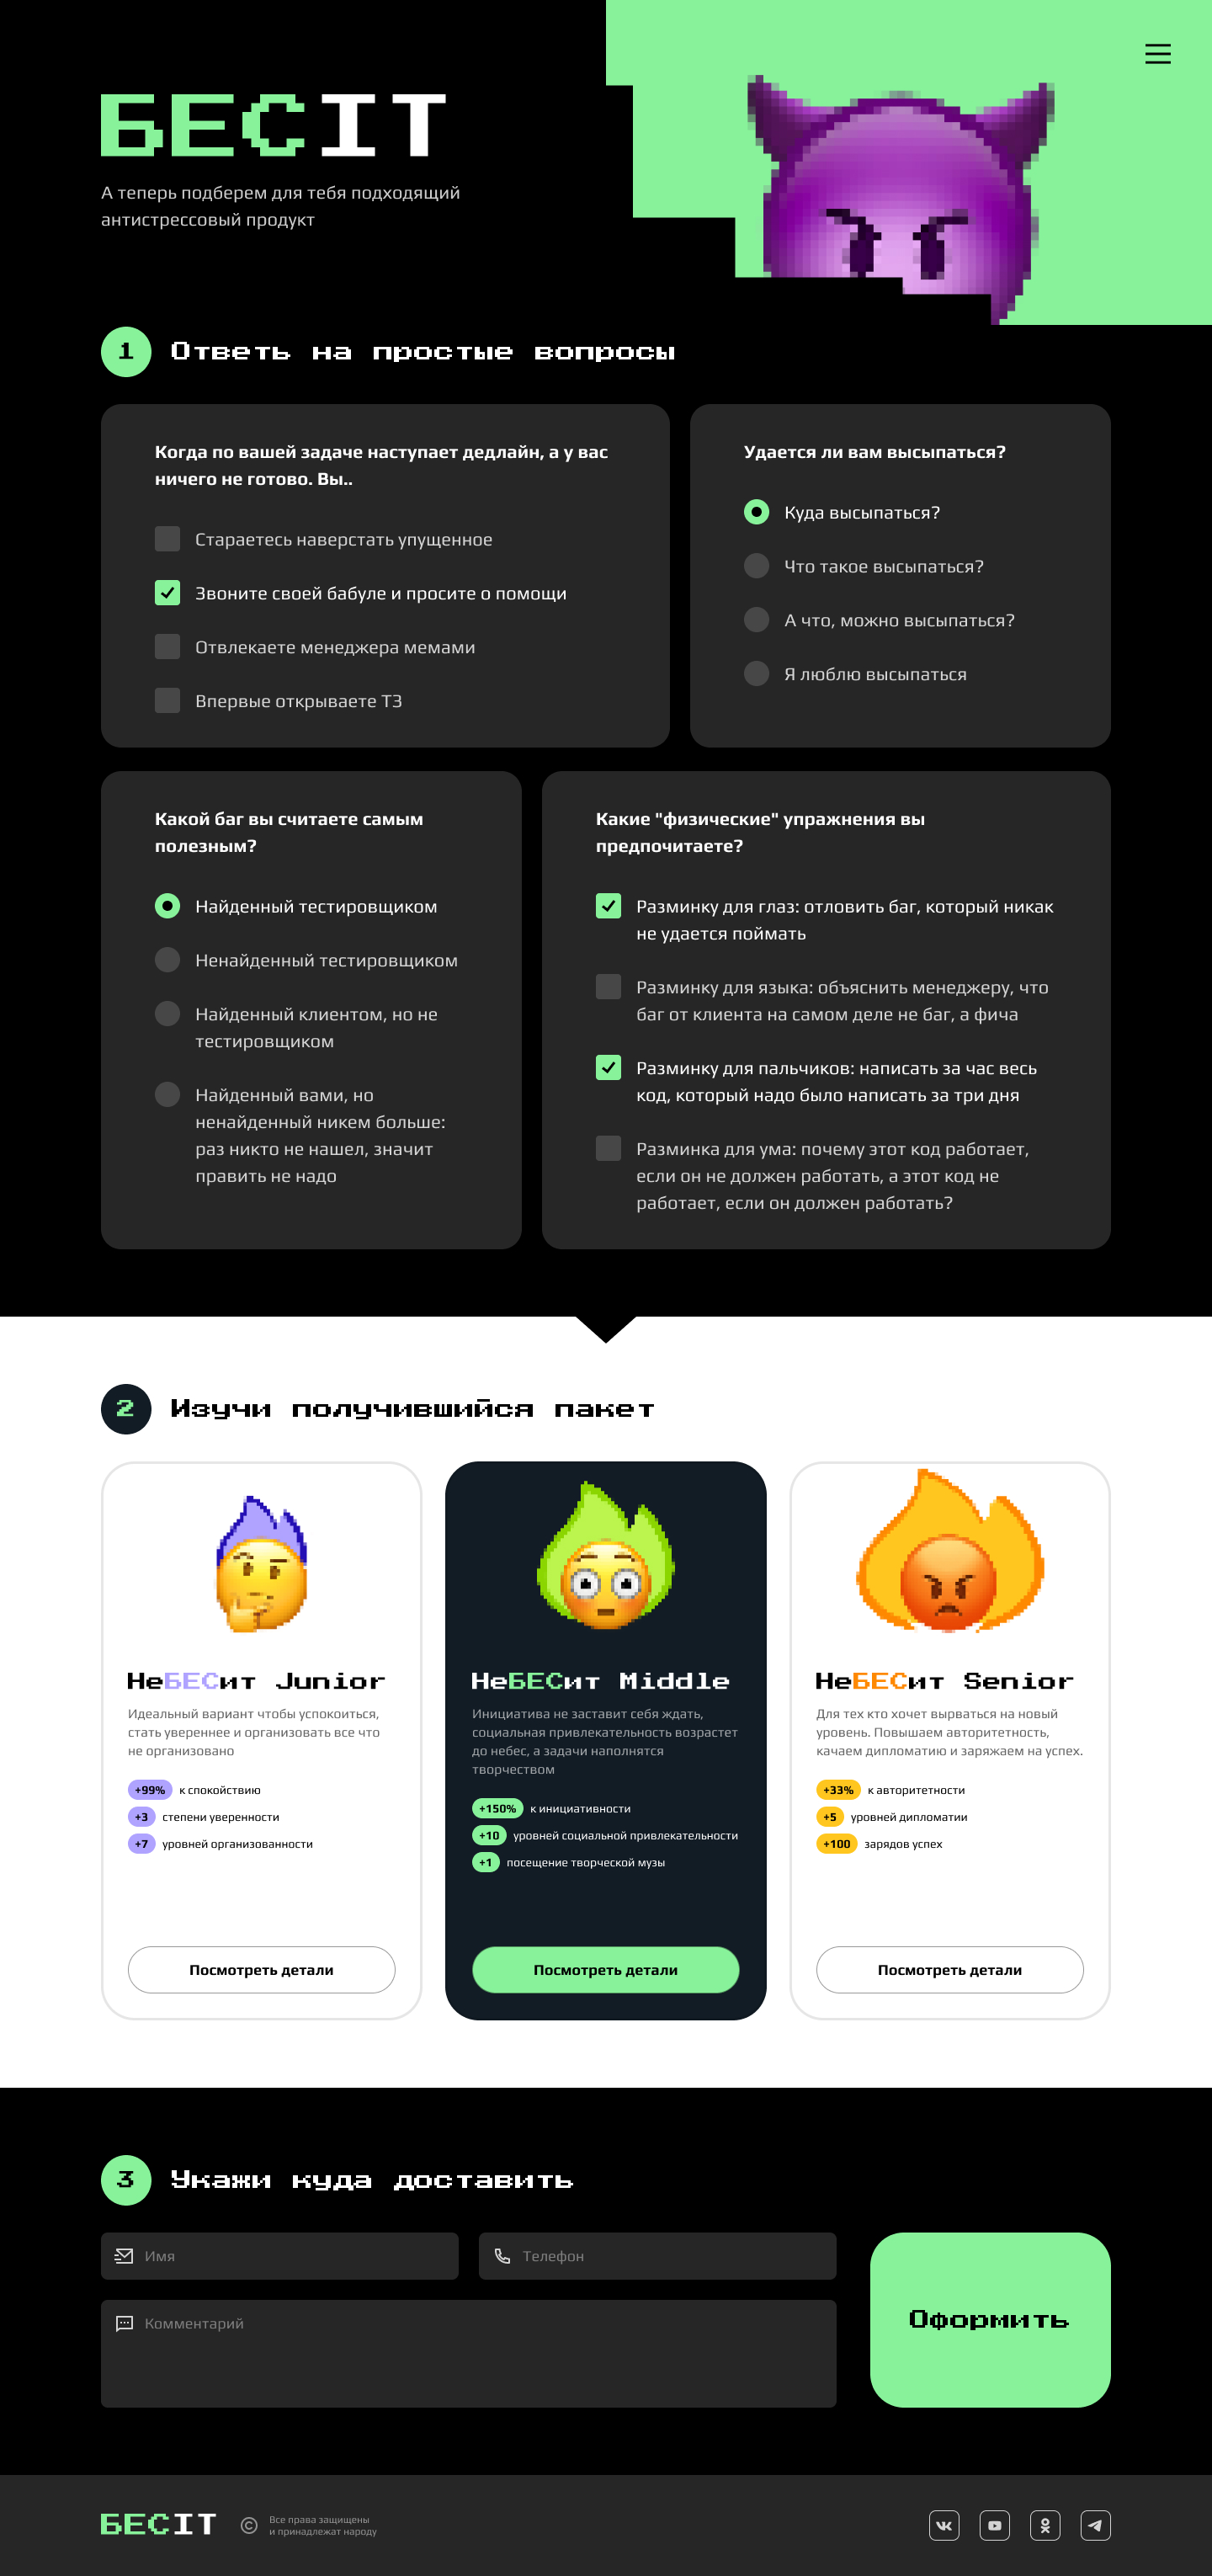 БЕСIT
А теперь подберем для тебя подходящий
антистрессовый продукт
1
Ответь на простые вопросы
Когда по вашей задаче наступает дедлайн, а у вас
ничего не готово. Вы..
Стараетесь наверстать упущенное
Звоните своей бабуле и просите о помощи
Отвлекаете менеджера мемами
Впервые открываете ТЗ
Удается ли вам высыпаться?
Куда высыпаться?
Что такое высыпаться?
А что, можно высыпаться?
Я люблю высыпаться
Какой баг вы считаете самым
полезным?
Найденный тестировщиком
Ненайденный тестировщиком
Найденный клиентом, но не
тестировщиком
Найденный вами, но
ненайденный никем больше:
раз никто не нашел, значит
править не надо
Какие "физические" упражнения вы
предпочитаете?
Разминку для глаз: отловить баг, который никак
не удается поймать
Разминку для языка: объяснить менеджеру, что
баг от клиента на самом деле не баг, а фича
Разминку для пальчиков: написать за час весь
код, который надо было написать за три дня
Разминка для ума: почему этот код работает,
если он не должен работать, а этот код не
работает, если он должен работать?
2
Изучи получившийся пакет
НеБЕСит Junior
Идеальный вариант чтобы успокоиться,
стать увереннее и организовать все что
не организовано
+99% к спокойствию
+3 степени уверенности
+7 уровней организованности
Посмотреть детали
НеБЕСит Middle
Инициатива не заставит себя ждать,
социальная привлекательность возрастет
до небес, а задачи наполнятся
творчеством
+150% к инициативности
+10 уровней социальной привлекательности
+1 посещение творческой музы
Посмотреть детали
НеБЕСит Senior
Для тех кто хочет вырваться на новый
уровень. Повышаем авторитетность,
качаем дипломатию и заряжаем на успех.
+33% к авторитетности
+5 уровней дипломатии
+100 зарядов успех
Посмотреть детали
3
Укажи куда доставить
Имя
Телефон
Комментарий
Оформить
БЕСIT
©
Все права защищены
и принадлежат народу